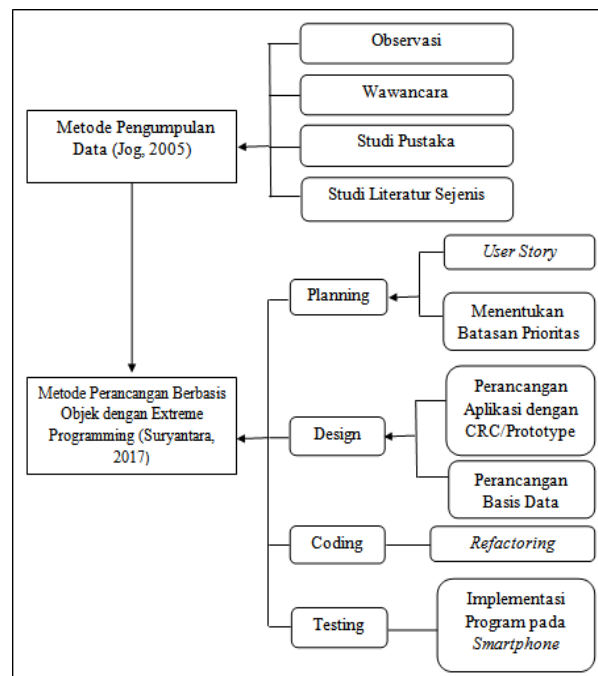 Observasi
Wawancara
Metode Pengumpulan
Data (Jog, 2005)
Studi Pustaka
Studi Literatur Sejenis
User Story
Planning
Menentukan
Batasan Prioritas
Metode Perancangan Berbasis
Objek dengan Extreme
Programming (Suryantara,
2017)
Perancangan
Aplikasi dengan
CRC/Prototype
Design
Perancangan
Basis Data
Coding
Refactoring
Testing
Implementasi
Program pada
Smartphone